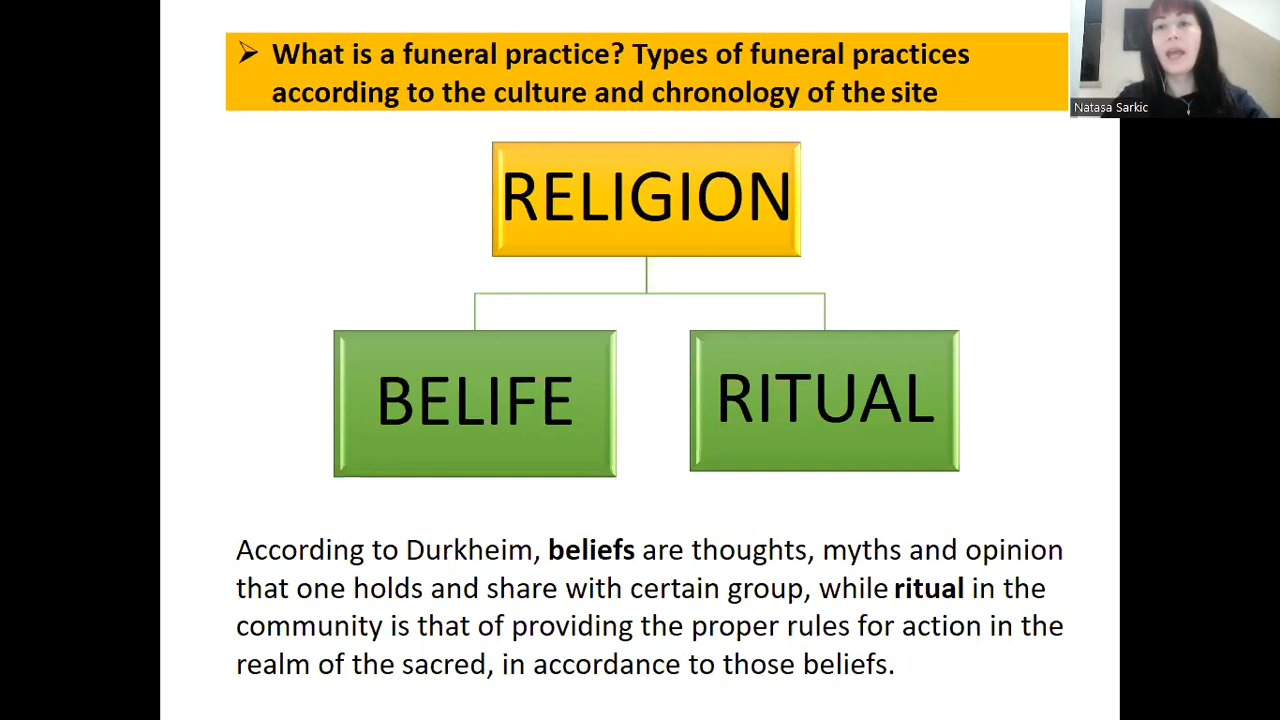 What is a funeral practice? Types of funeral practices
according to the culture and chronology of the site
Natasa Sarkic
RELIGION
BELIFE
RITUAL
According to Durkheim, beliefs are thoughts, myths and opinion
that one holds and share with certain group, while ritual in the
community is that of providing the proper rules for action in the
realm of the sacred, in accordance to those beliefs.